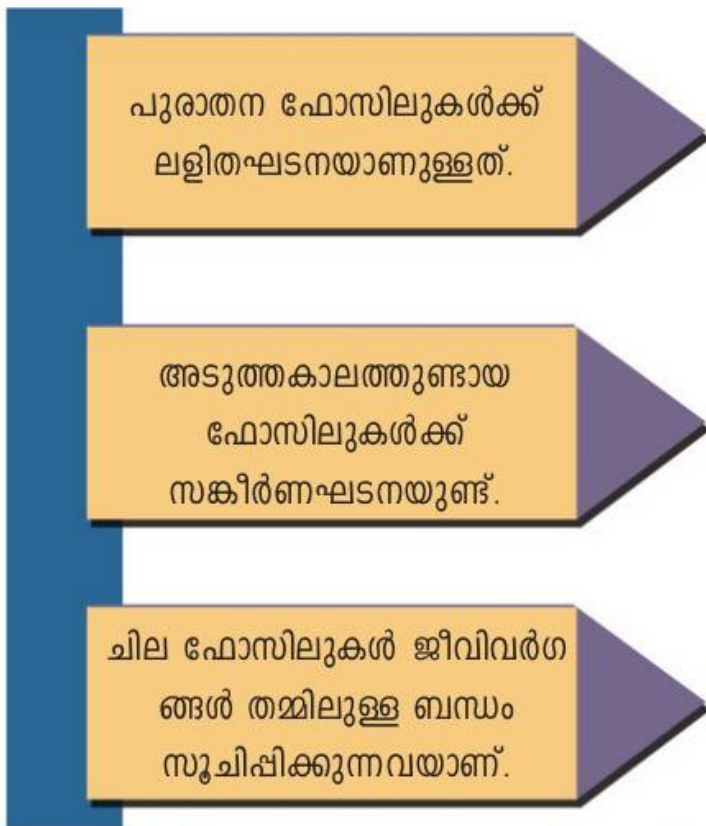 പുരാതന ഫോസിലുകൾക്ക്
ലളിതഘടനയാണുള്ളത്.
അടുത്തകാലത്തുണ്ടായ
ഫോസിലുകൾക്ക്
സങ്കീർണഘടനയുണ്ട്.
ചില ഫോസിലുകൾ ജീവിവർഗ
ങ്ങൾ തമ്മിലുള്ള ബന്ധം
സൂചിപ്പിക്കുന്നവയാണ്.